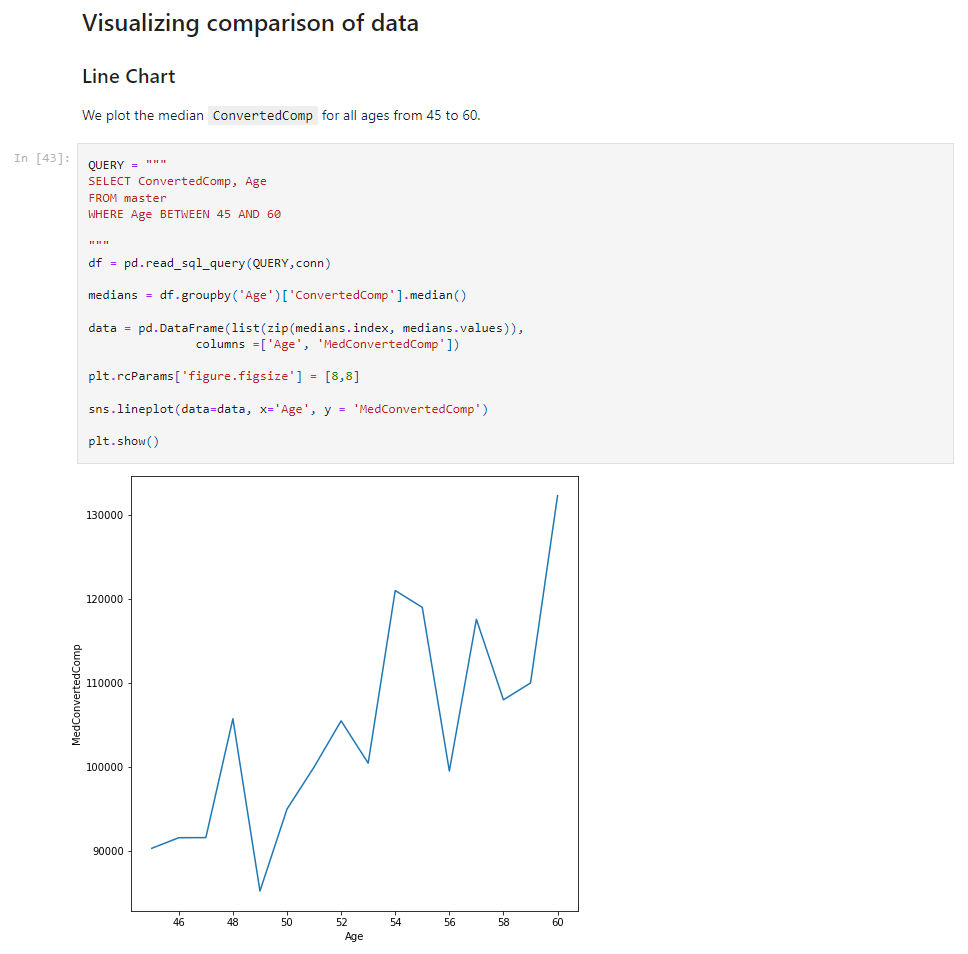 Visualizing comparison of data
Line Chart
We plot the median ConvertedComp for all ages from 45 to 60.
In [43]:
QUERY = """
SELECT ConvertedComp, Age
FROM master
WHERE Age BETWEEN 45 AND 60
"""
df = pd.read_sql_query(QUERY,conn)
medians = df.groupby('Age')['ConvertedComp'].median()
data = pd.DataFrame(list(zip(medians.index, medians.values)),
columns =['Age', 'MedConvertedComp'])
plt.rcParams['figure.figsize'] = [8,8]
sns.lineplot(data=data, x='Age', y = 'MedConvertedComp')
plt.show()
130000
120000
110000
100000
90000
MedConvertedComp
46 48 50 52 54 56 58 60
Age